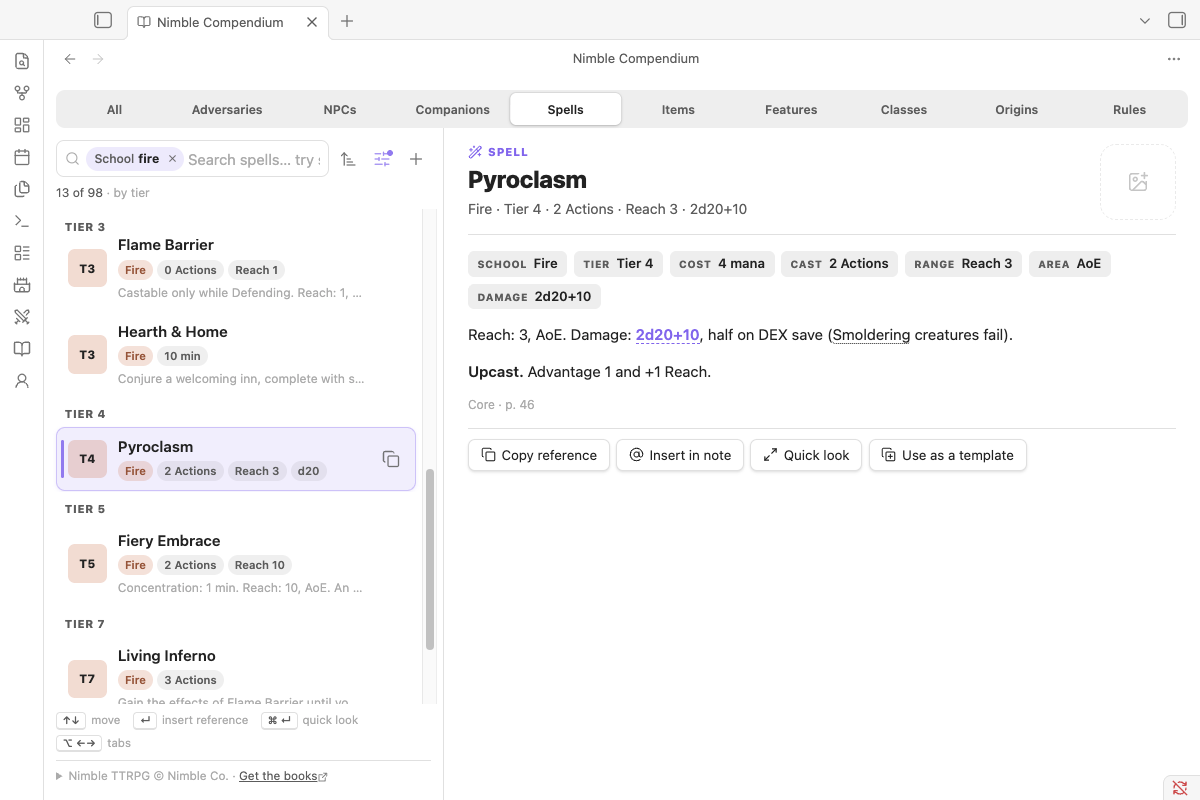 Nimble Compendium
Nimble Compendium
All Adversaries NPCs Companions Spells Items Features Classes Origins Rules
School fire × Search spells... try
13 of 98 · by tier
TIER 3
T3
Flame Barrier
Fire 0 Actions Reach 1
Castable only while Defending. Reach: 1, ...
T3
Hearth & Home
Fire 10 min
Conjure a welcoming inn, complete with s...
TIER 4
T4
Pyroclasm
Fire 2 Actions Reach 3 d20
TIER 5
T5
Fiery Embrace
Fire 2 Actions Reach 10
Concentration: 1 min. Reach: 10, AoE. An ...
TIER 7
T7
Living Inferno
Fire 3 Actions
Gain the effects of Flame Barrier until yo...
↑↓ move ↵ insert reference ⌘ ↵ quick look
⌥ ←→ tabs
Nimble TTRPG © Nimble Co. · Get the books
SPELL
Pyroclasm
Fire · Tier 4 · 2 Actions · Reach 3 · 2d20+10
SCHOOL Fire TIER Tier 4 COST 4 mana CAST 2 Actions RANGE Reach 3 AREA AoE
DAMAGE 2d20+10
Reach: 3, AoE. Damage: 2d20+10, half on DEX save (Smoldering creatures fail).
Upcast. Advantage 1 and +1 Reach.
Core · p. 46
Copy reference Insert in note Quick look Use as a template